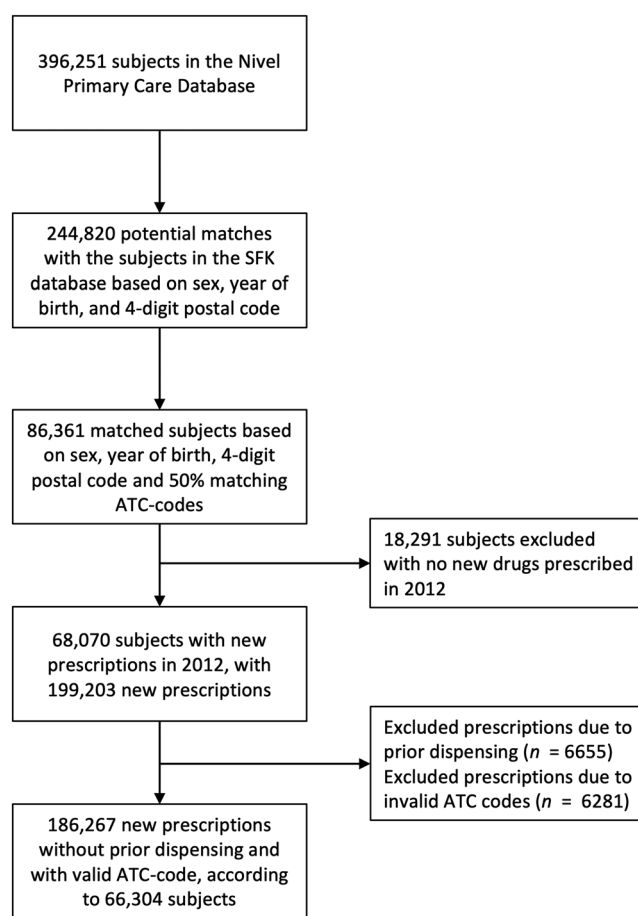 396,251 subjects in the Nivel
Primary Care Database
244,820 potential matches
with the subjects in the SFK
database based on sex, year of
birth, and 4-digit postal code
86,361 matched subjects based
on sex, year of birth, 4-digit
postal code and 50% matching
ATC-codes
18,291 subjects excluded
with no new drugs prescribed
in 2012
68,070 subjects with new
prescriptions in 2012, with
199,203 new prescriptions
Excluded prescriptions due to
prior dispensing (n = 6655)
Excluded prescriptions due to
invalid ATC codes (n = 6281)
186,267 new prescriptions
without prior dispensing and
with valid ATC-code, according
to 66,304 subjects